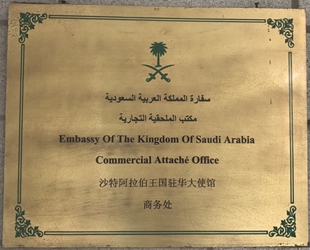 سفارة المملكة العربية السعودية
مكتب الملحقية التجارية
Embassy Of The Kingdom Of Saudi Arabia
Commercial Attaché Office
沙特阿拉伯王国驻华大使馆
商务处